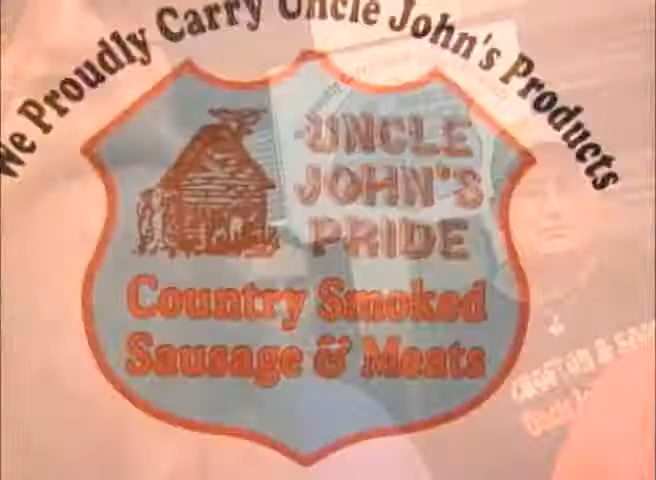 We Proudly Carry Uncle John's Products
UNCLE
JOHN'S
PRIDE
Country Smoked
Sausage & Meats